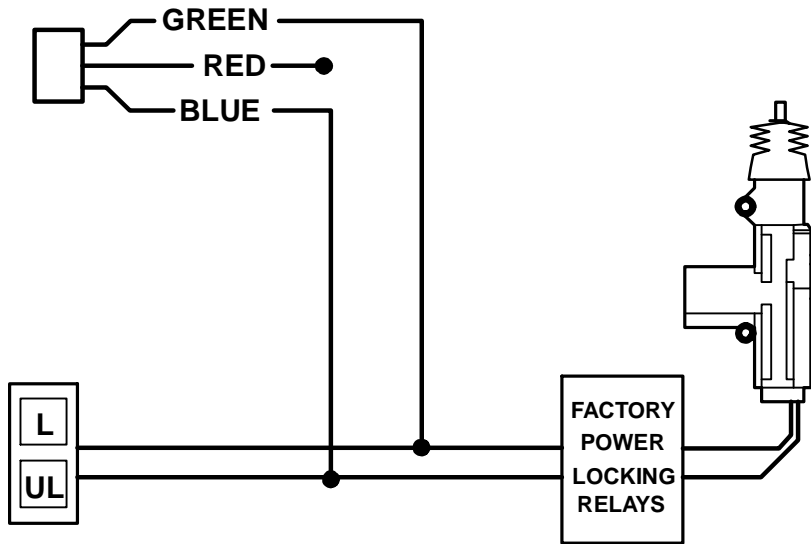 GREEN
RED
BLUE
L
UL
FACTORY
POWER
LOCKING
RELAYS